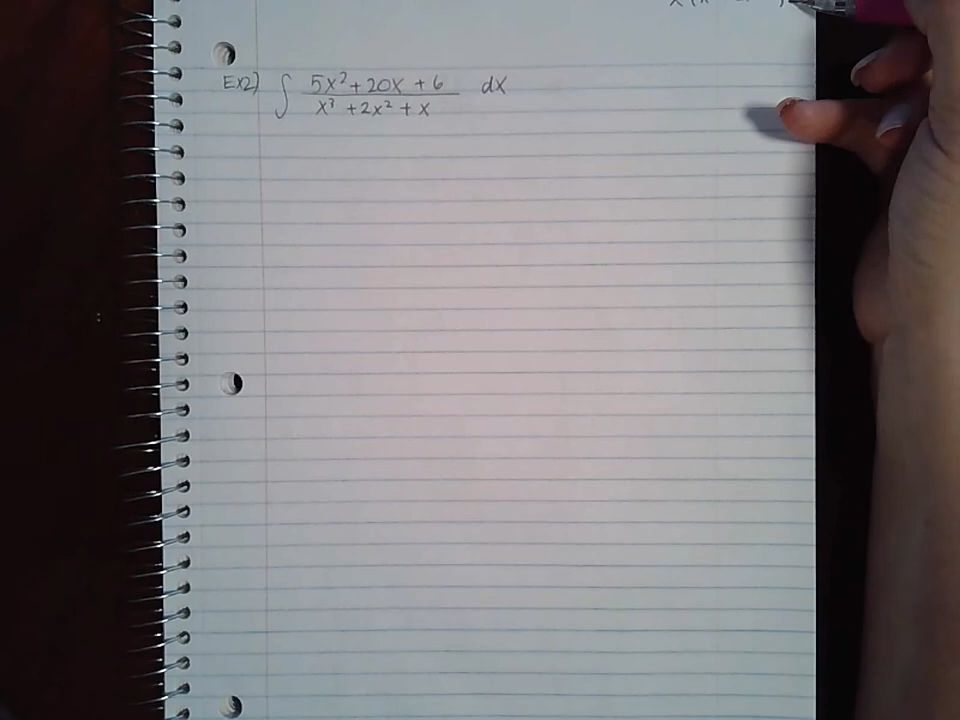 Ex2) ∫ (5x² + 20x + 6)/(x³ + 2x² + x) dx